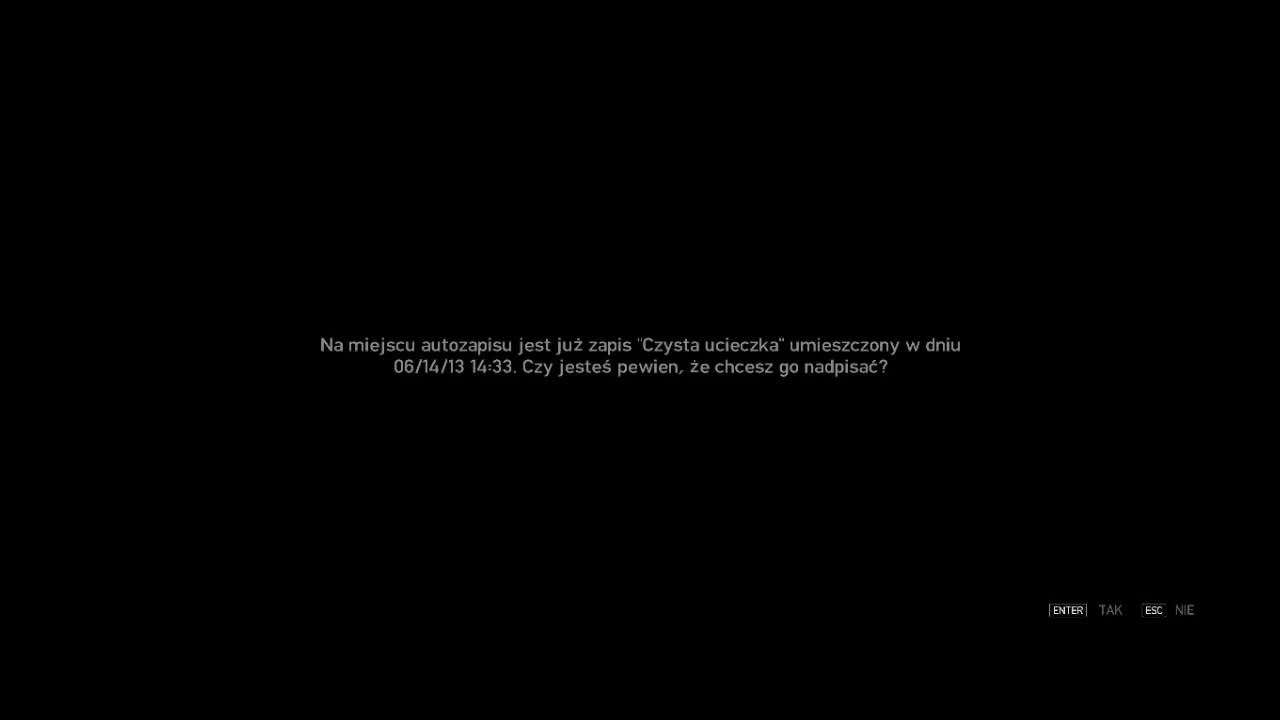 Na miejscu autozapisu jest już zapis "Czysta ucieczka" umieszczony w dniu
06/14/13 14:33. Czy jesteś pewien, że chcesz go nadpisać?
ENTER TAK ESC NIE